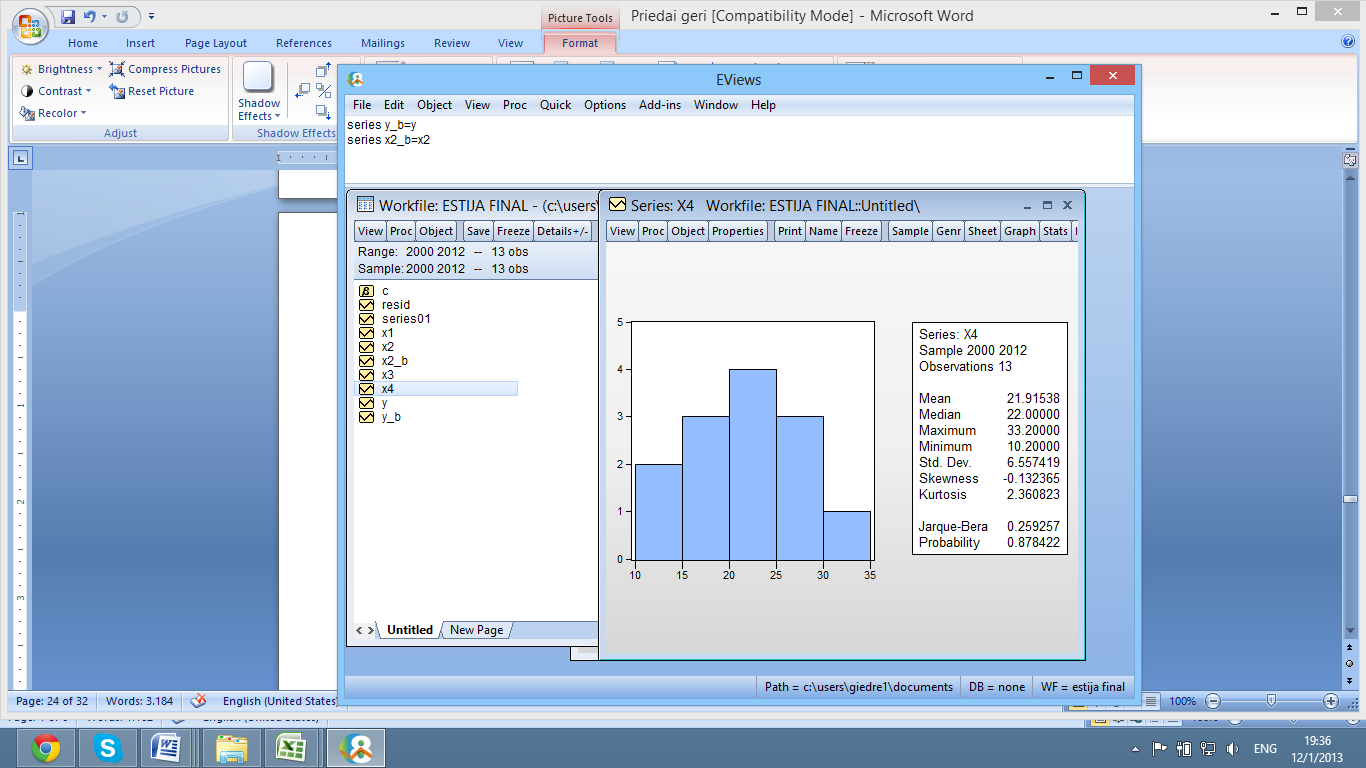 Picture Tools
Priedai geri [Compatibility Mode] - Microsoft Word
Home Insert Page Layout References Mailings Review View Format
Brightness Compress Pictures
Contrast Reset Picture
Recolor
Shadow
Effects
Adjust
Shadow Effects
EViews
File Edit Object View Proc Quick Options Add-ins Window Help
series y_b=y
series x2_b=x2
Workfile: ESTIJA FINAL - (c:\users\
View Proc Object Save Freeze Details+/-
Range: 2000 2012 -- 13 obs
Sample: 2000 2012 -- 13 obs
c
resid
series01
x1
x2
x2_b
x3
x4
y
y_b
Untitled New Page
Series: X4 Workfile: ESTIJA FINAL::Untitled\
View Proc Object Properties Print Name Freeze Sample Genr Sheet Graph Stats
5
4
3
2
1
0
10 15 20 25 30 35
Series: X4
Sample 2000 2012
Observations 13
Mean 21.91538
Median 22.00000
Maximum 33.20000
Minimum 10.20000
Std. Dev. 6.557419
Skewness -0.132365
Kurtosis 2.360823
Jarque-Bera 0.259257
Probability 0.878422
Path = c:\users\giedre1\documents DB = none WF = estija final
Page: 24 of 32 Words: 3.184 English (United States) 100%
ENG
19:36
12/1/2013